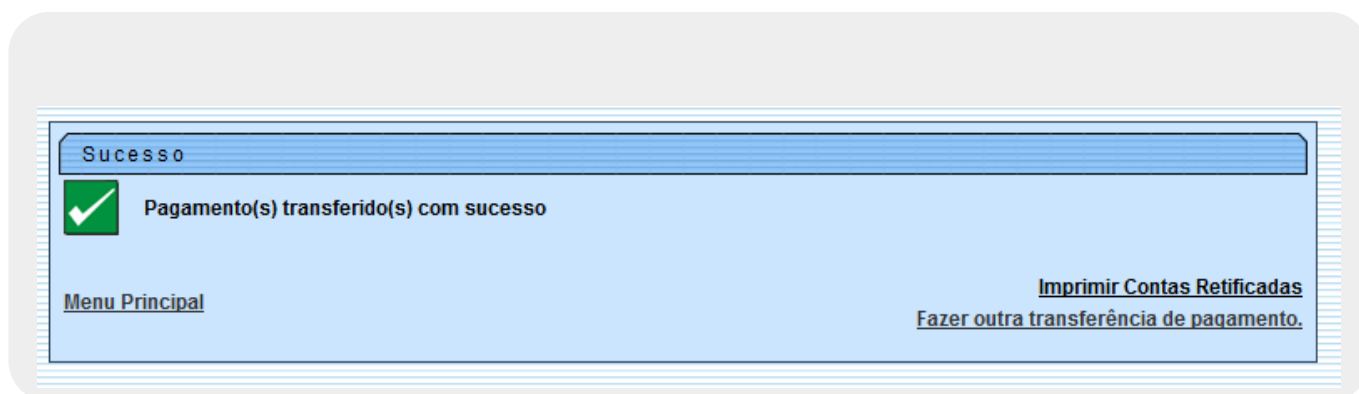 Sucesso
Pagamento(s) transferido(s) com sucesso
Menu Principal
Imprimir Contas Retificadas
Fazer outra transferência de pagamento.